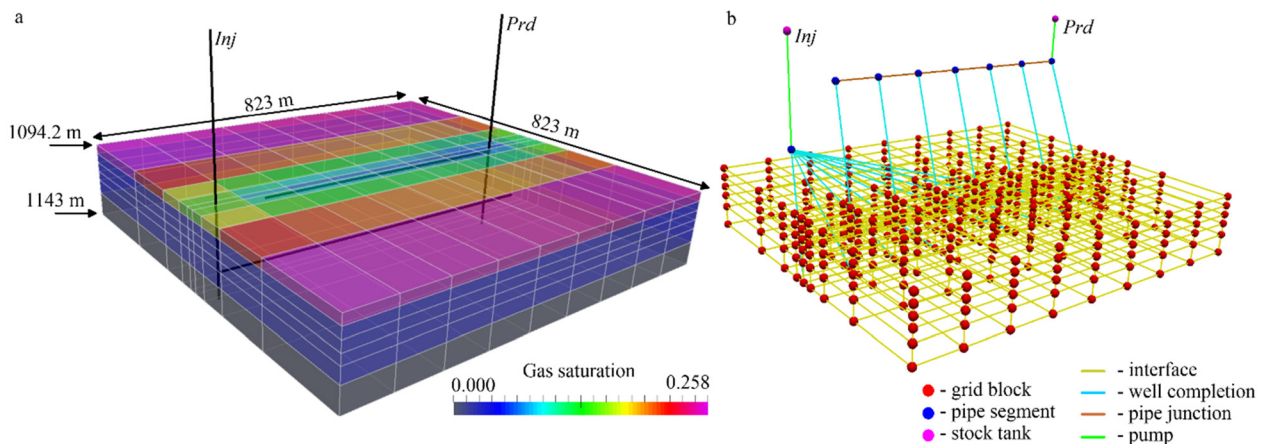 a
Inj
Prd
823 m
823 m
1094.2 m
1143 m
Gas saturation
0.000
0.258
b
Inj
Prd
- grid block
- pipe segment
- stock tank
- interface
- well completion
- pipe junction
- pump